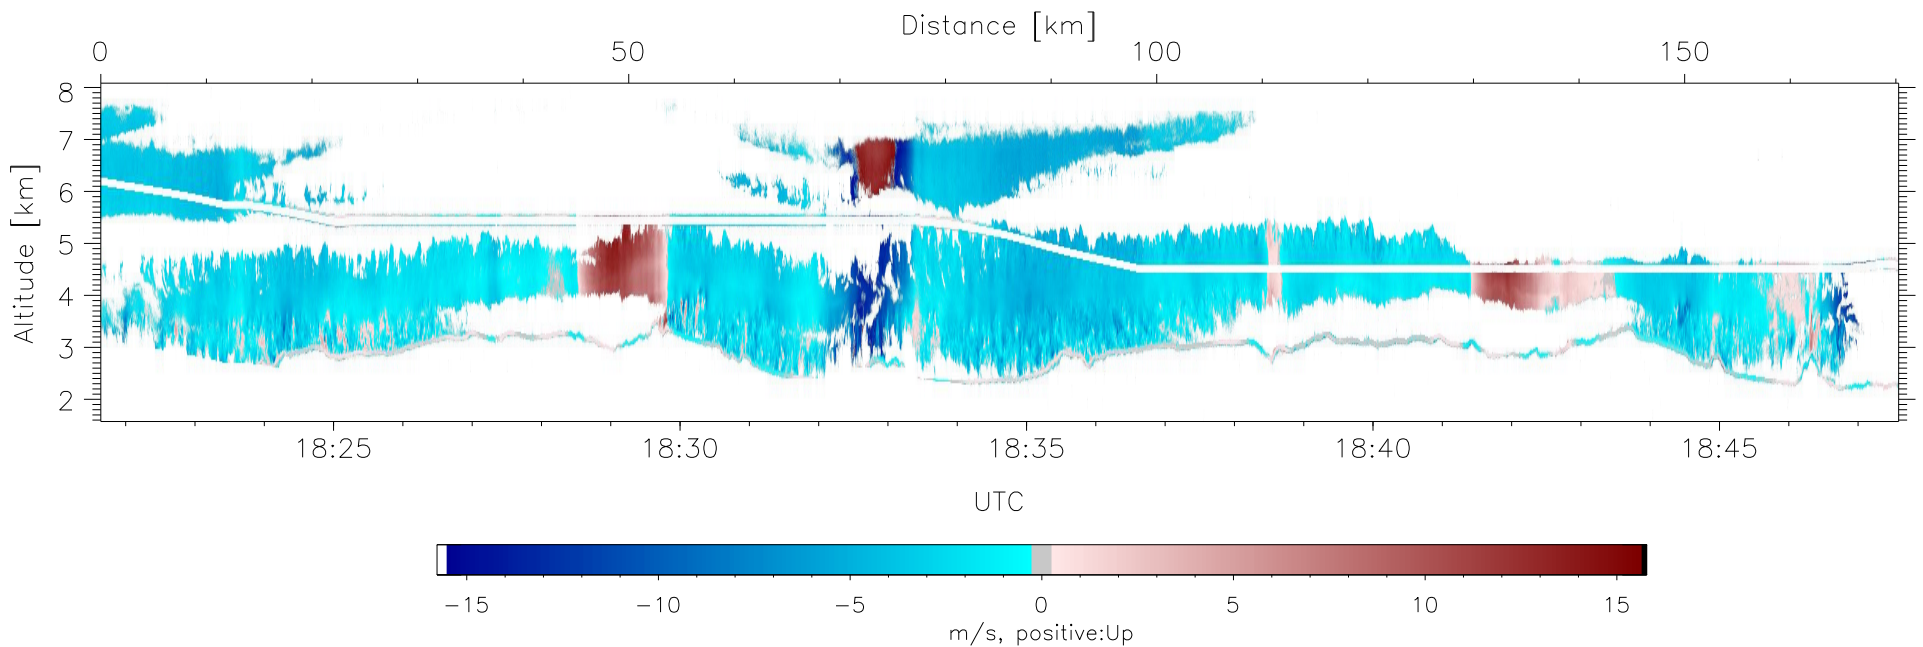 Distance [km]
0 50 100 150
8
7
6
5
4
3
2
Altitude [km]
18:25 18:30 18:35 18:40 18:45
UTC
−15 −10 −5 0 5 10 15
m/s, positive:Up